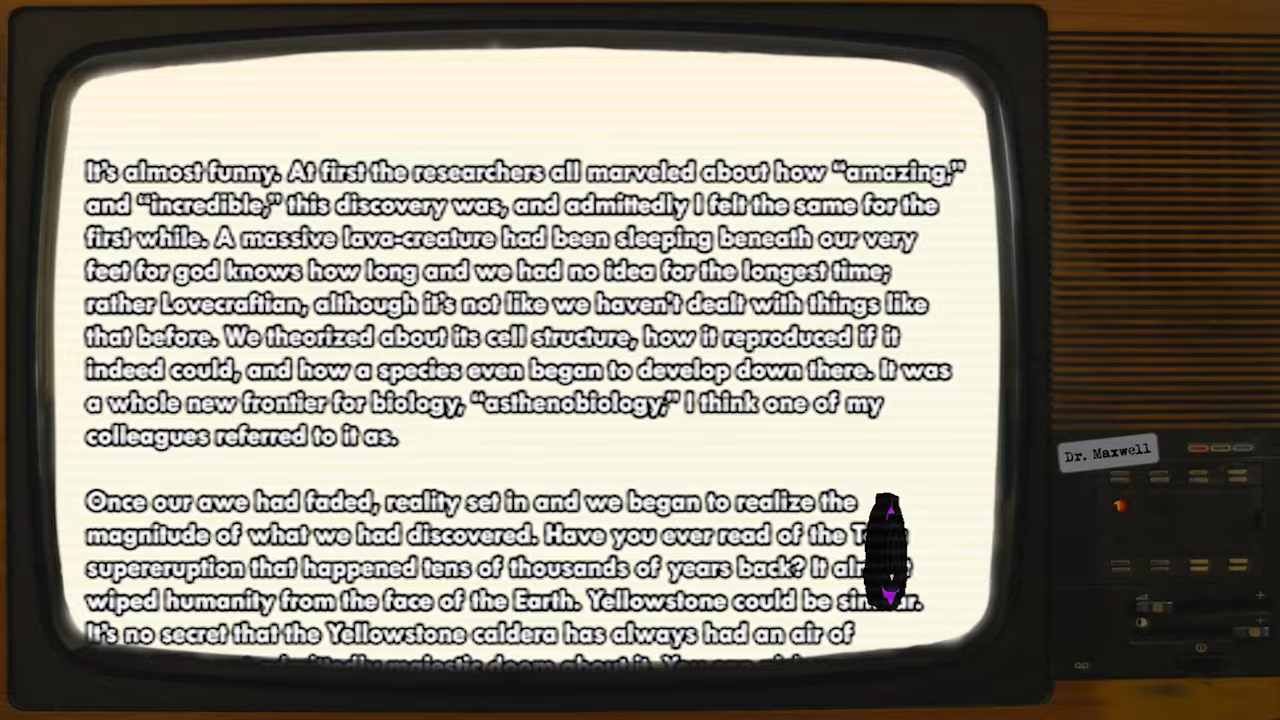 It's almost funny. At first the researchers all marveled about how “amazing,”
and “incredible,” this discovery was, and admittedly I felt the same for the
first while. A massive lava-creature had been sleeping beneath our very
feet for god knows how long and we had no idea for the longest time;
rather Lovecraftian, although it's not like we haven't dealt with things like
that before. We theorized about its cell structure, how it reproduced if it
indeed could, and how a species even began to develop down there. It was
a whole new frontier for biology, “asthenobiology;” I think one of my
colleagues referred to it as.
Once our awe had faded, reality set in and we began to realize the
magnitude of what we had discovered. Have you ever read of the
supereruption that happened tens of thousands of years back? It
wiped humanity from the face of the Earth. Yellowstone could be
It's no secret that the Yellowstone caldera has always had an air of
admittedly majestic doom about it. You
Dr. Maxwell